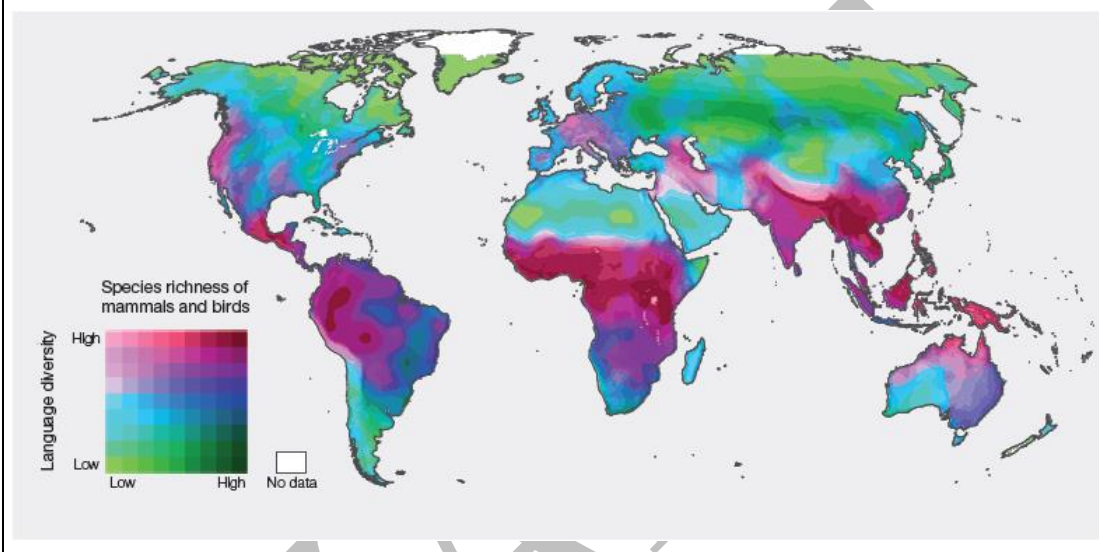 Species richness of
mammals and birds
Language diversity
High
Low
Low
High
No data